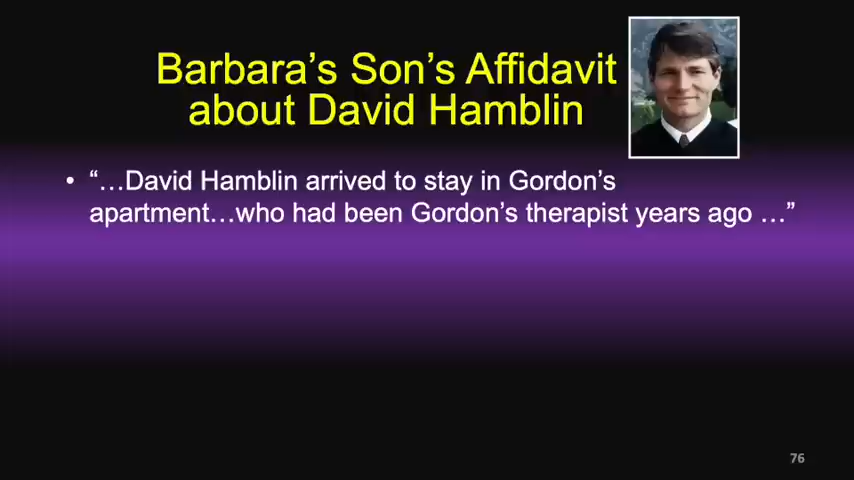 Barbara’s Son’s Affidavit
about David Hamblin
• “…David Hamblin arrived to stay in Gordon’s
apartment…who had been Gordon’s therapist years ago …”
76